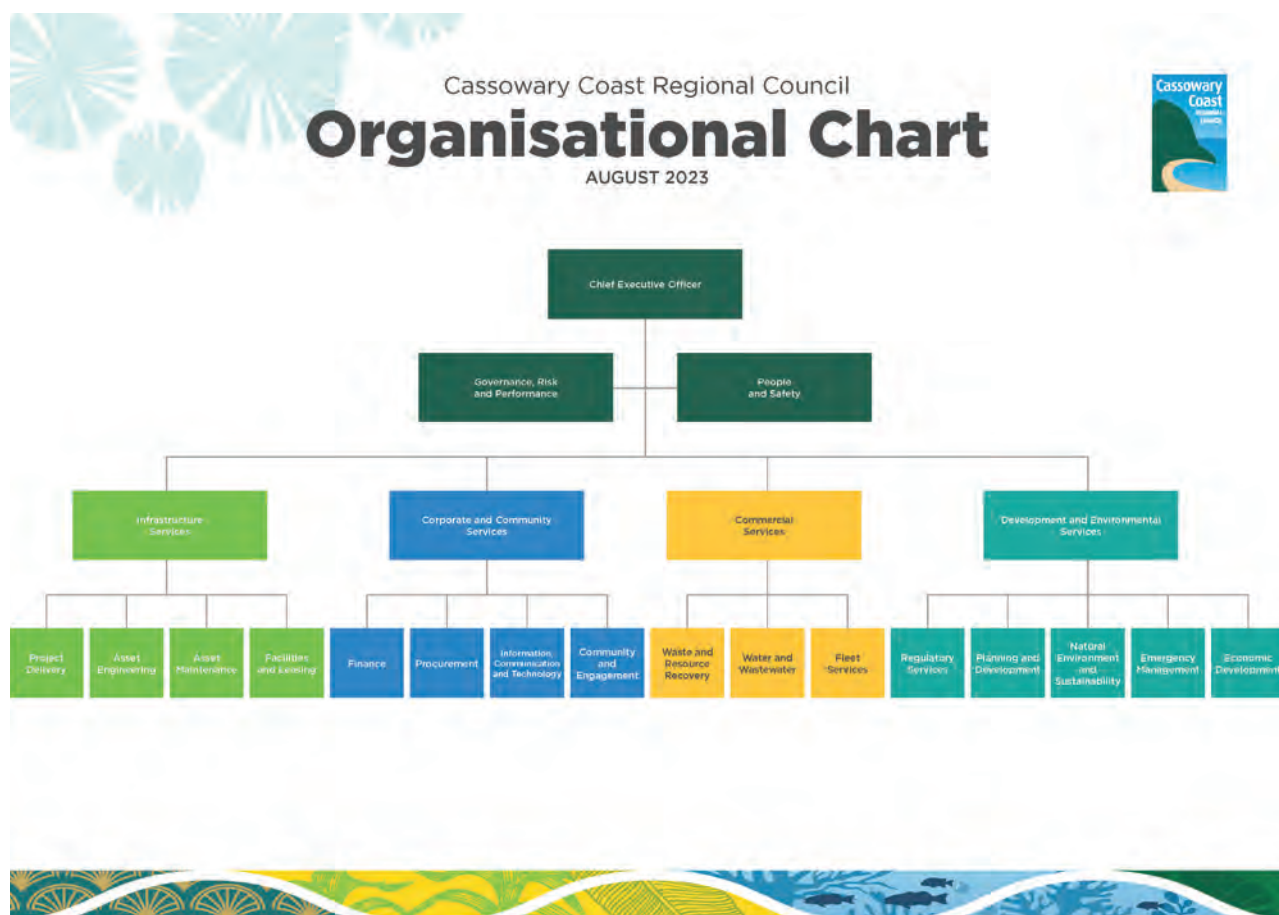 Cassowary Coast Regional Council
Organisational Chart
AUGUST 2023
Cassowary
Coast
REGIONAL
COUNCIL
Chief Executive Officer
Governance, Risk
and Performance
People
and Safety
Infrastructure
Services
Corporate and Community
Services
Commercial
Services
Development and Environmental
Services
Project
Delivery
Asset
Engineering
Asset
Maintenance
Facilities
and Leasing
Finance
Procurement
Information,
Communication
and Technology
Community
and
Engagement
Waste and
Resource
Recovery
Water and
Wastewater
Fleet
Services
Regulatory
Services
Planning and
Development
Natural
Environment
and
Sustainability
Emergency
Management
Economic
Development